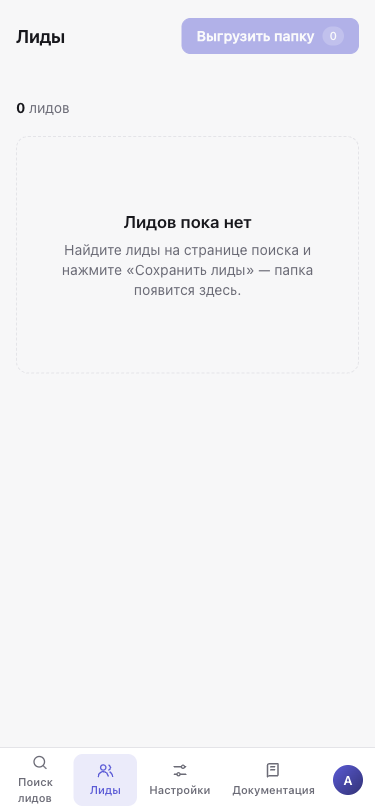 Лиды
Выгрузить папку 0
0 лидов
Лидов пока нет
Найдите лиды на странице поиска и
нажмите «Сохранить лиды» — папка
появится здесь.
Поиск
лидов
Лиды
Настройки
Документация
A